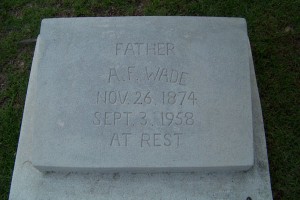 FATHER
A. F. WADE
NOV. 26, 1874
SEPT. 3, 1958
AT REST